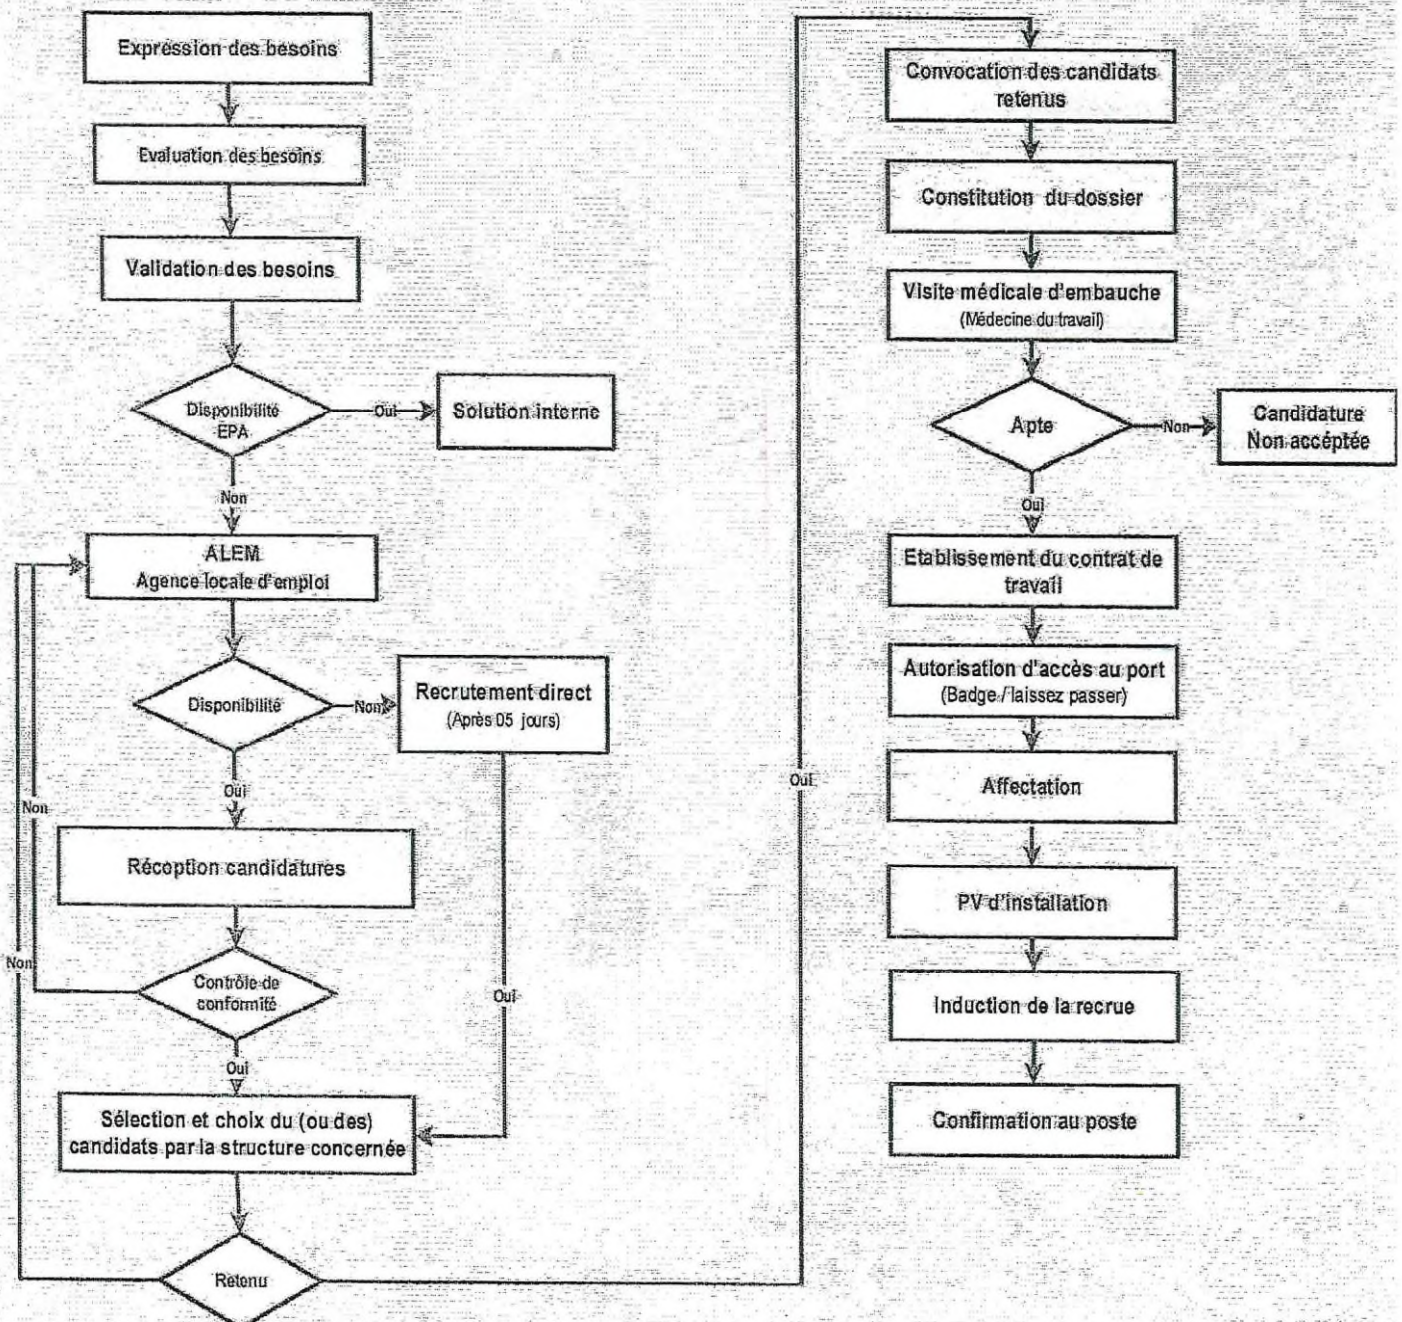 Expression des besoins
Evaluation des besoins
Validation des besoins
Disponibilité
EPA
Oui
Solution interne
Non
ALEM
Agence locale d'emploi
Disponibilité
Non
Recrutement direct
(Après 05 jours)
Oui
Non
Réception candidatures
Non
Contrôle de
conformité
Oui
Oui
Sélection et choix du (ou des)
candidats par la structure concernée
Retenu
Oui
Convocation des candidats
retenus
Constitution du dossier
Visite médicale d'embauche
(Médecine du travail)
Apte
Non
Candidature
Non accéptée
Oui
Etablissement du contrat de
travail
Autorisation d'accès au port
(Badge / laissez passer)
Affectation
PV d'installation
Induction de la recrue
Confirmation au poste